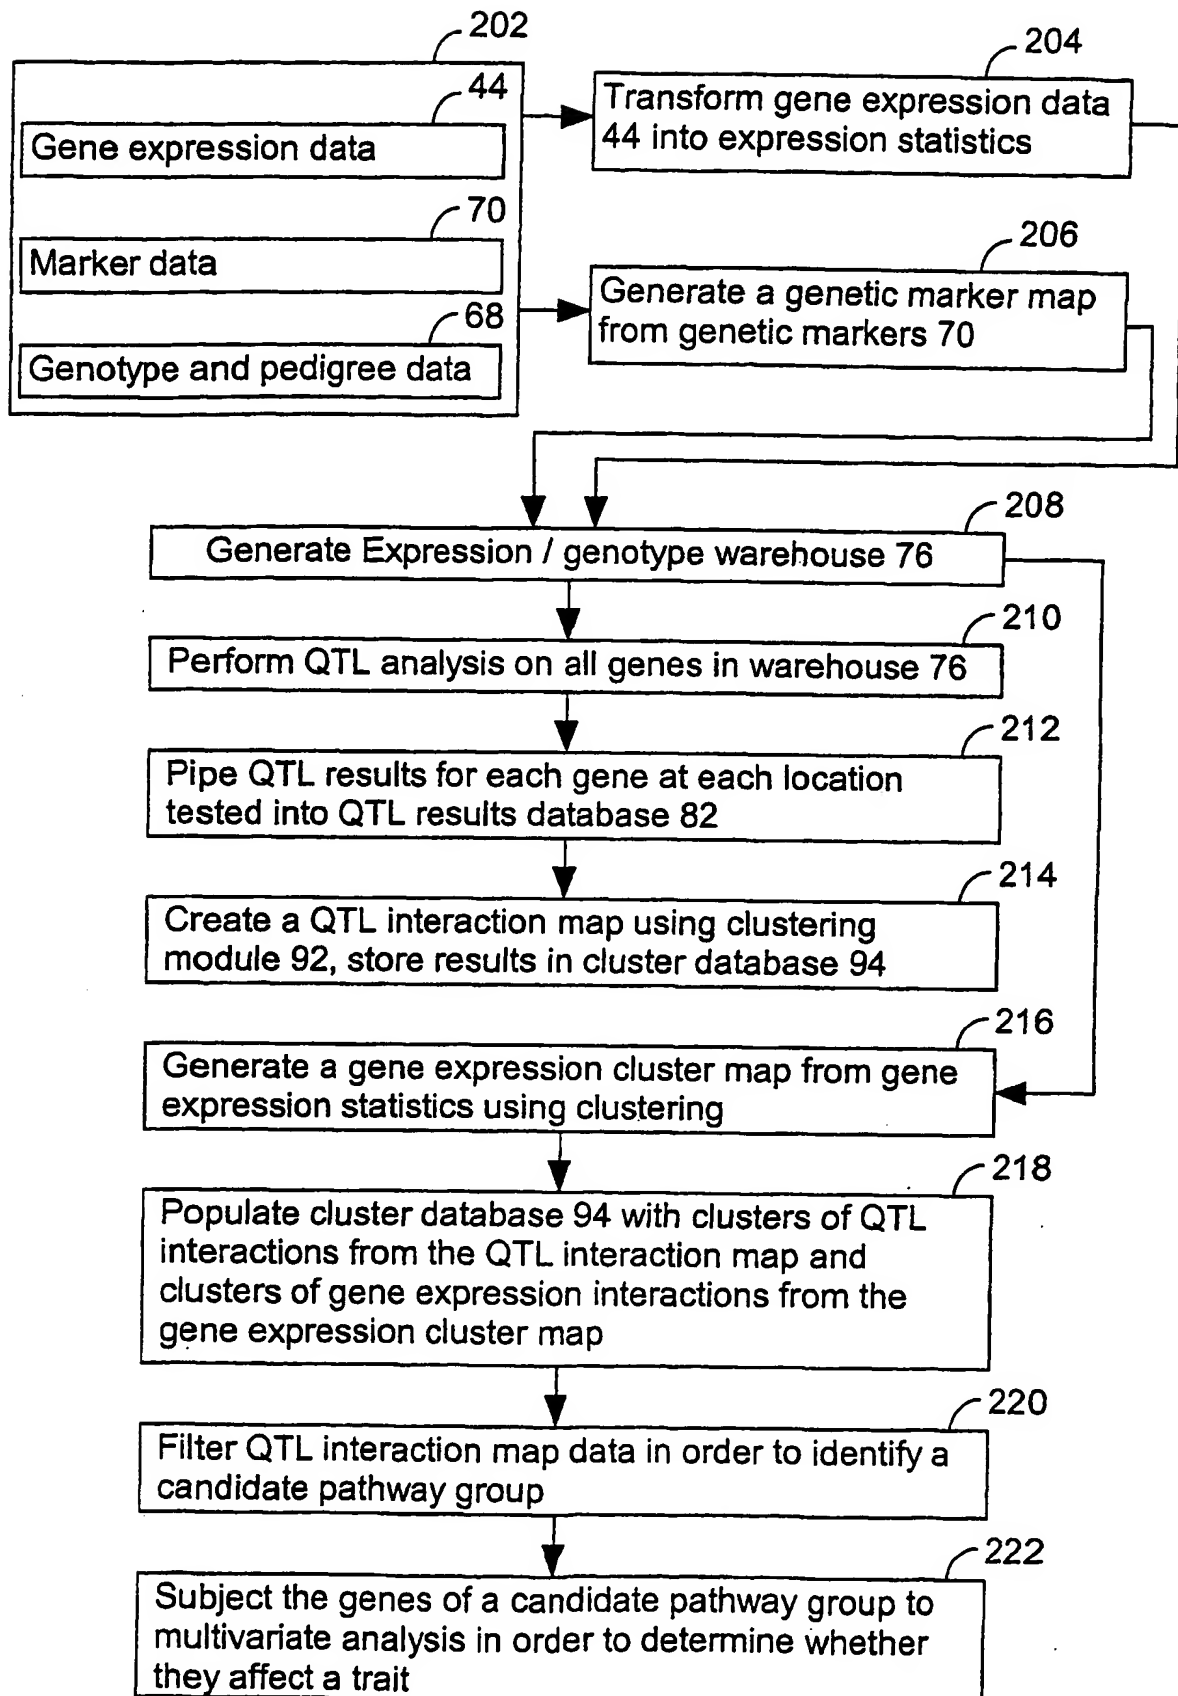 202
44
Gene expression data
70
Marker data
68
Genotype and pedigree data
204
Transform gene expression data
44 into expression statistics
206
Generate a genetic marker map
from genetic markers 70
208
Generate Expression / genotype warehouse 76
210
Perform QTL analysis on all genes in warehouse 76
212
Pipe QTL results for each gene at each location
tested into QTL results database 82
214
Create a QTL interaction map using clustering
module 92, store results in cluster database 94
216
Generate a gene expression cluster map from gene
expression statistics using clustering
218
Populate cluster database 94 with clusters of QTL
interactions from the QTL interaction map and
clusters of gene expression interactions from the
gene expression cluster map
220
Filter QTL interaction map data in order to identify a
candidate pathway group
222
Subject the genes of a candidate pathway group to
multivariate analysis in order to determine whether
they affect a trait